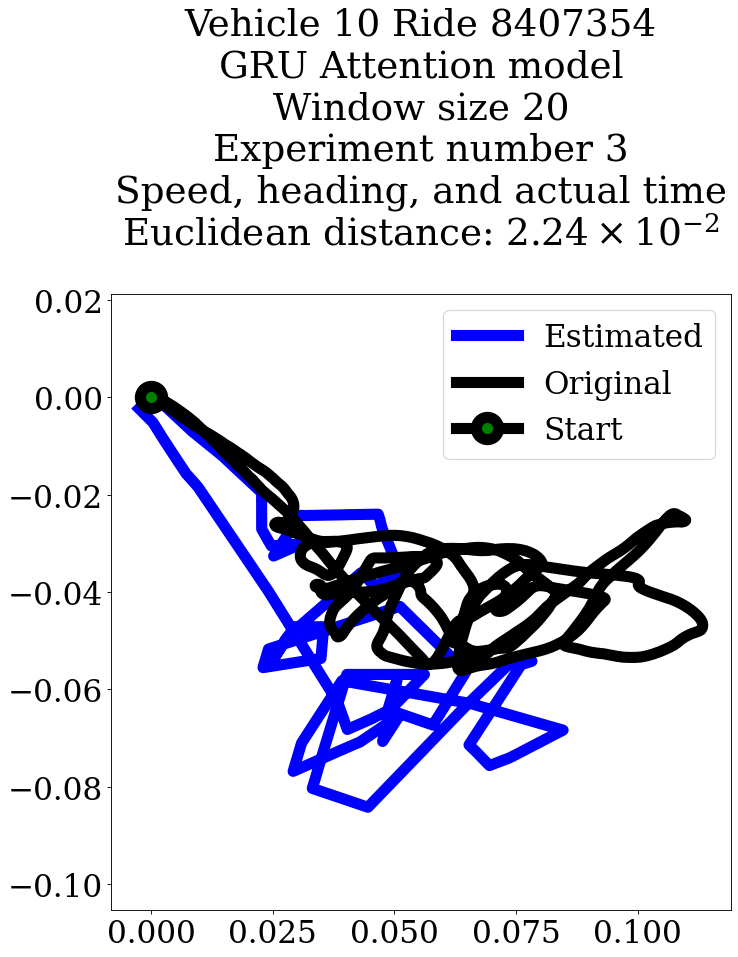 Vehicle 10 Ride 8407354
GRU Attention model
Window size 20
Experiment number 3
Speed, heading, and actual time
Euclidean distance: 2.24 × 10⁻²
0.02
0.00
−0.02
−0.04
−0.06
−0.08
−0.10
Estimated
Original
Start
0.000 0.025 0.050 0.075 0.100